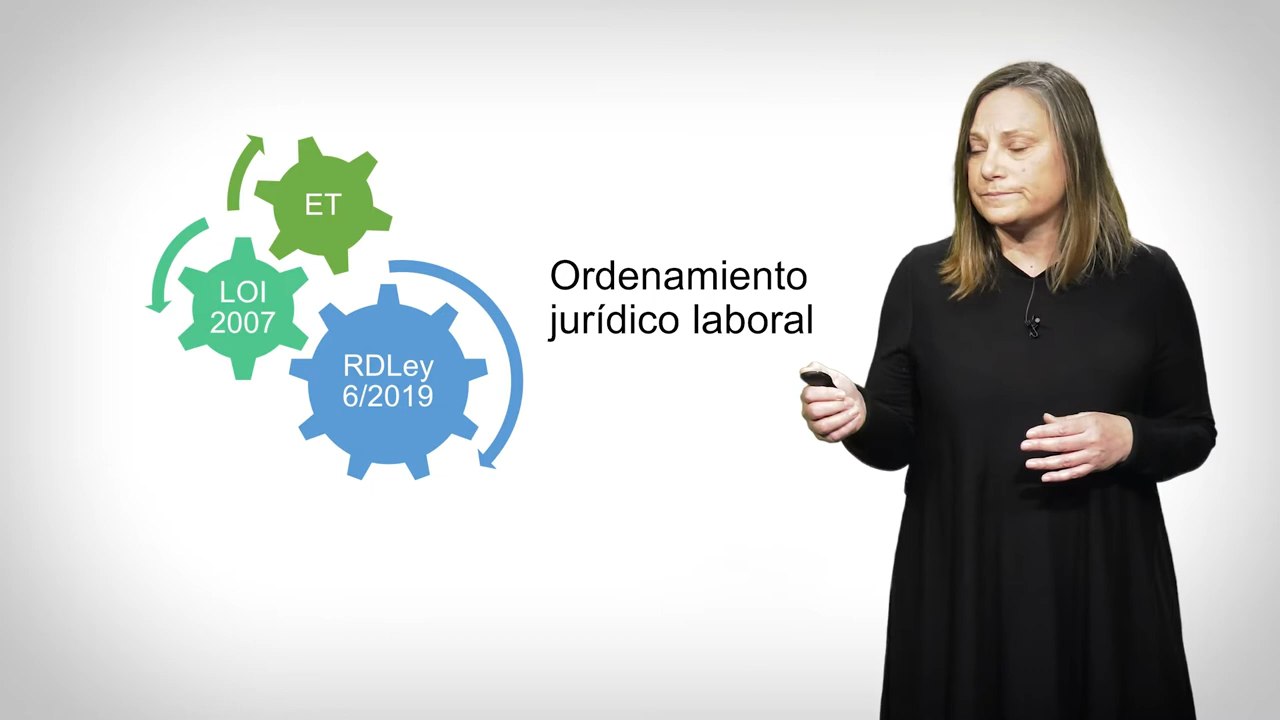 ET
LOI
2007
RDLey
6/2019
Ordenamiento
jurídico laboral